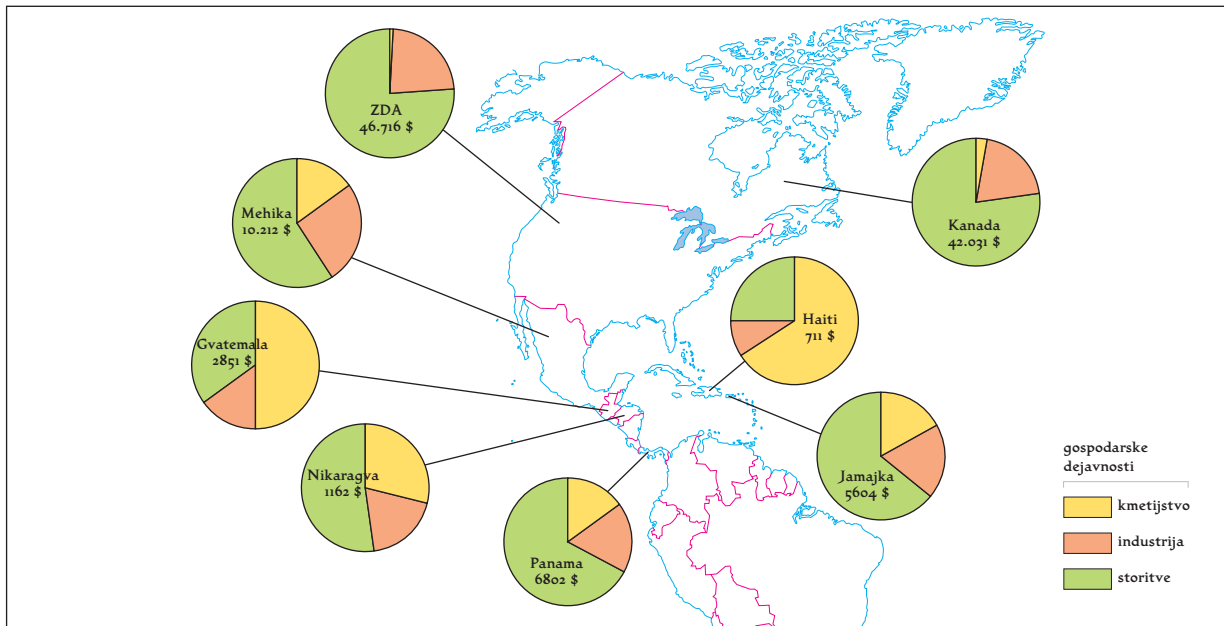 ZDA
46.716 $
Mehika
10.212 $
Kanada
42.031 $
Gvatemala
2851 $
Haiti
711 $
Nikaragva
1162 $
Jamajka
5604 $
Panama
6802 $
gospodarske
dejavnosti
kmetijstvo
industrija
storitve